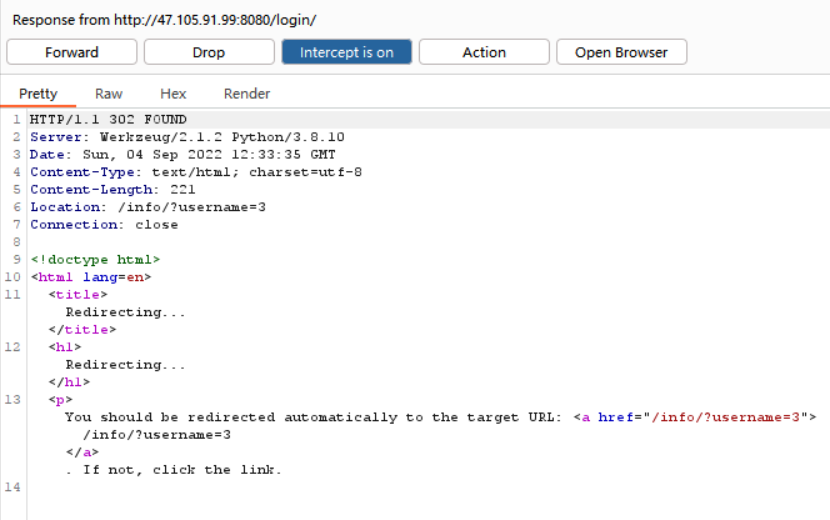 Response from http://47.105.91.99:8080/login/
Forward Drop Intercept is on Action Open Browser
Pretty Raw Hex Render
1 HTTP/1.1 302 FOUND
2 Server: Werkzeug/2.1.2 Python/3.8.10
3 Date: Sun, 04 Sep 2022 12:33:35 GMT
4 Content-Type: text/html; charset=utf-8
5 Content-Length: 221
6 Location: /info/?username=3
7 Connection: close
8
9 <!doctype html>
10 <html lang=en>
11 <title>
Redirecting...
</title>
12 <h1>
Redirecting...
</h1>
13 <p>
You should be redirected automatically to the target URL: <a href="/info/?username=3">
/info/?username=3
</a>
. If not, click the link.
14